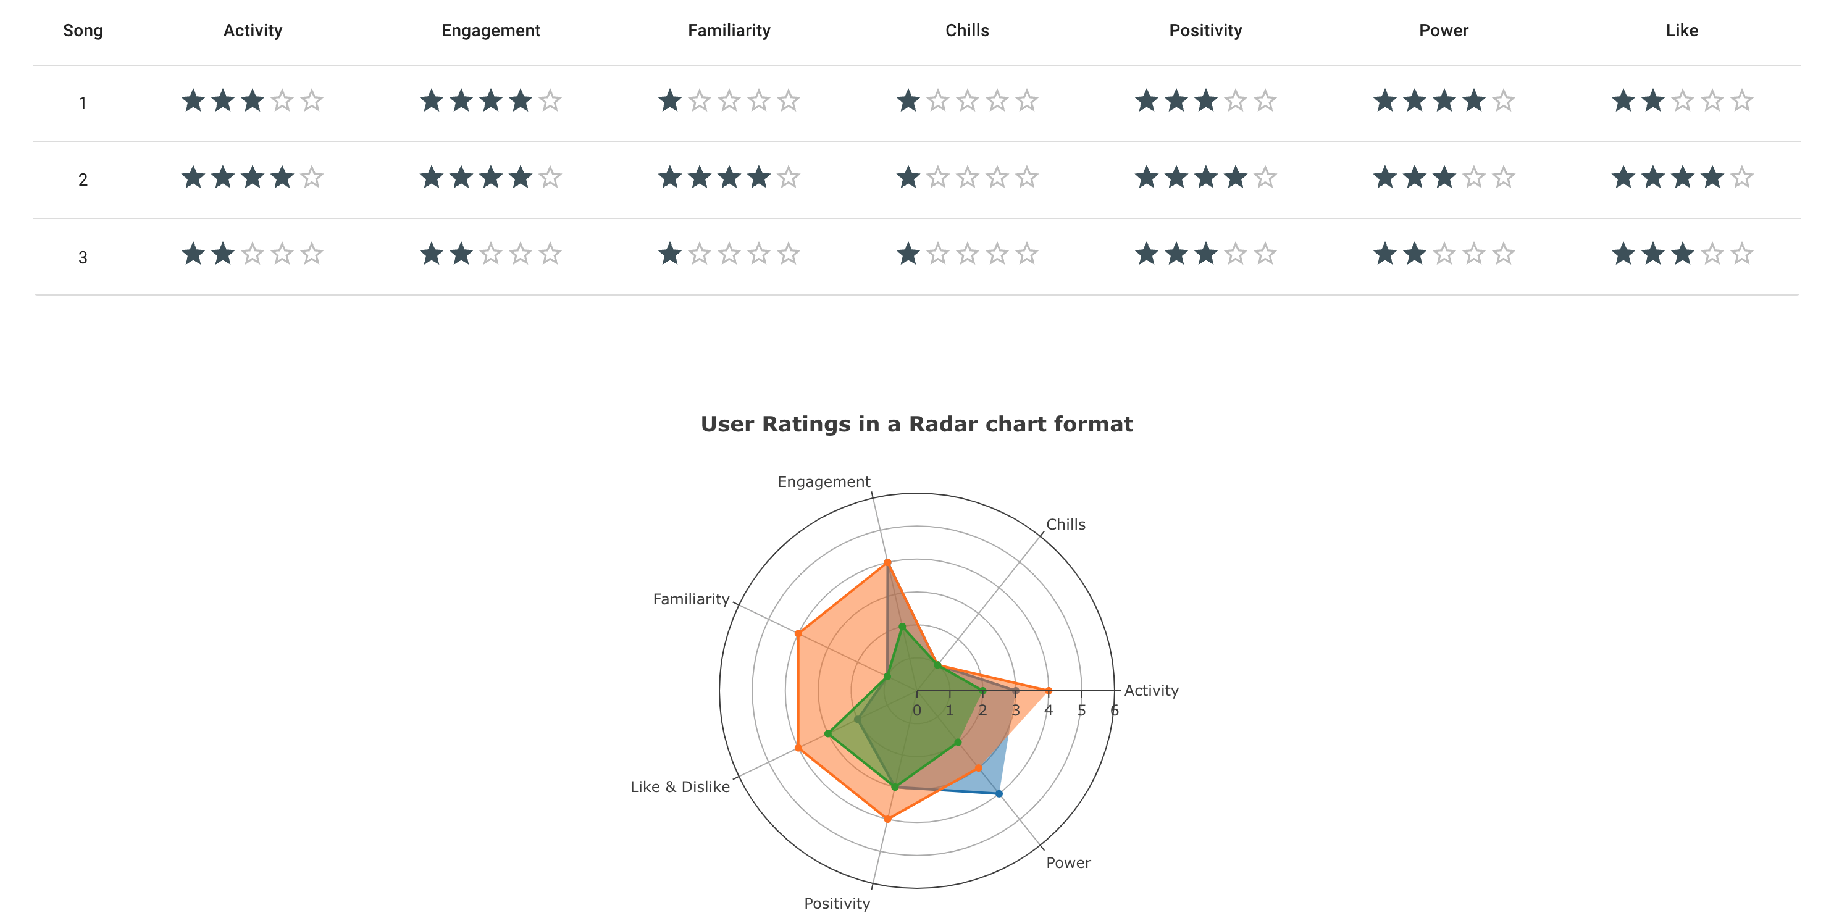 Song Activity Engagement Familiarity Chills Positivity Power Like
1
2
3
User Ratings in a Radar chart format
Engagement
Chills
Familiarity
Activity
0 1 2 3 4 5 6
Like & Dislike
Power
Positivity